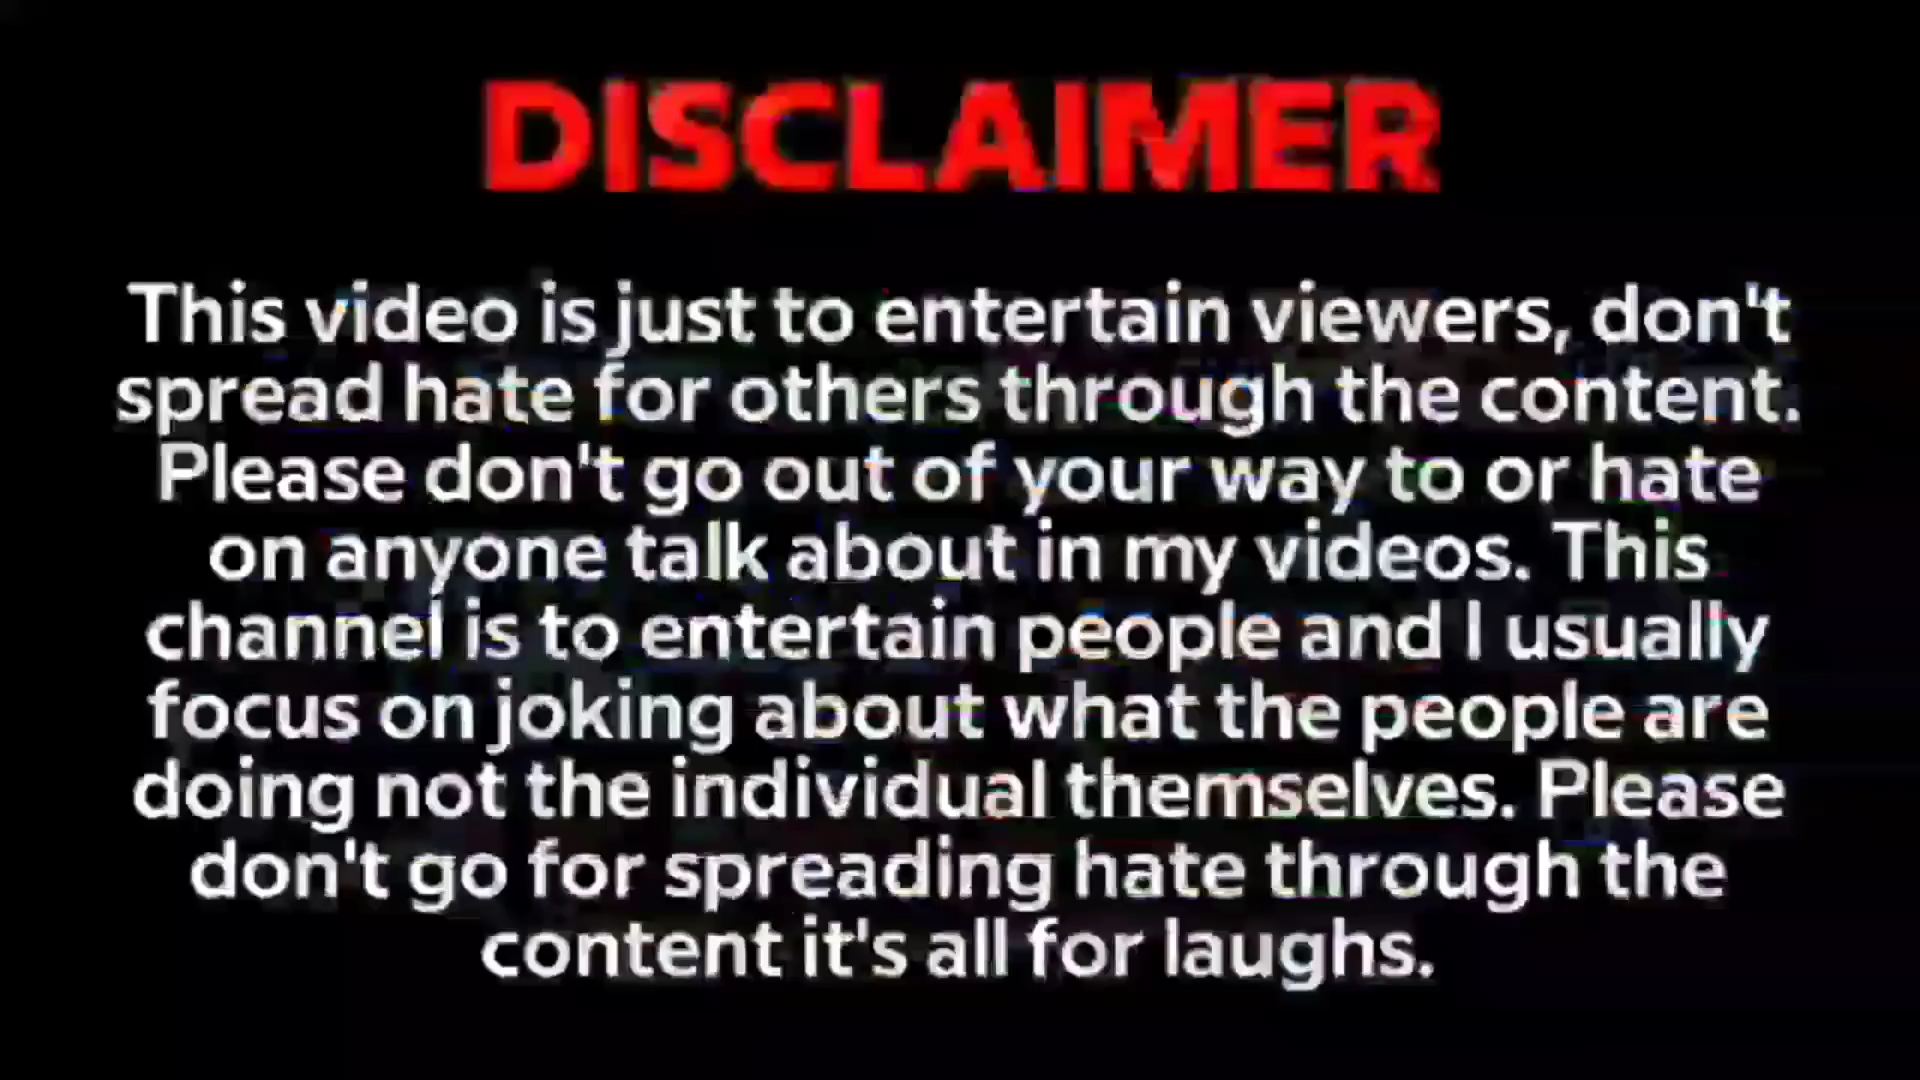 DISCLAIMER
This video is just to entertain viewers, don't
spread hate for others through the content.
Please don't go out of your way to or hate
on anyone talk about in my videos. This
channel is to entertain people and I usually
focus on joking about what the people are
doing not the individual themselves. Please
don't go for spreading hate through the
content it's all for laughs.